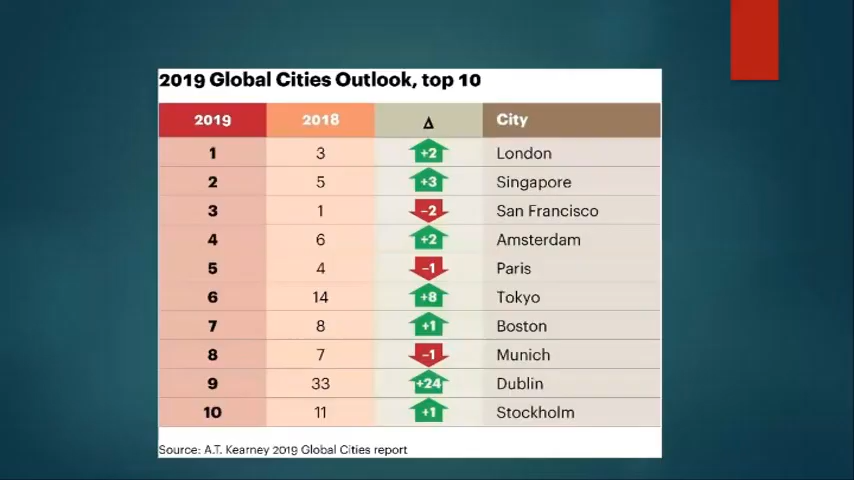 2019 Global Cities Outlook, top 10
2019 2018 Δ City
1 3 +2 London
2 5 +3 Singapore
3 1 –2 San Francisco
4 6 +2 Amsterdam
5 4 –1 Paris
6 14 +8 Tokyo
7 8 +1 Boston
8 7 –1 Munich
9 33 +24 Dublin
10 11 +1 Stockholm
Source: A.T. Kearney 2019 Global Cities report